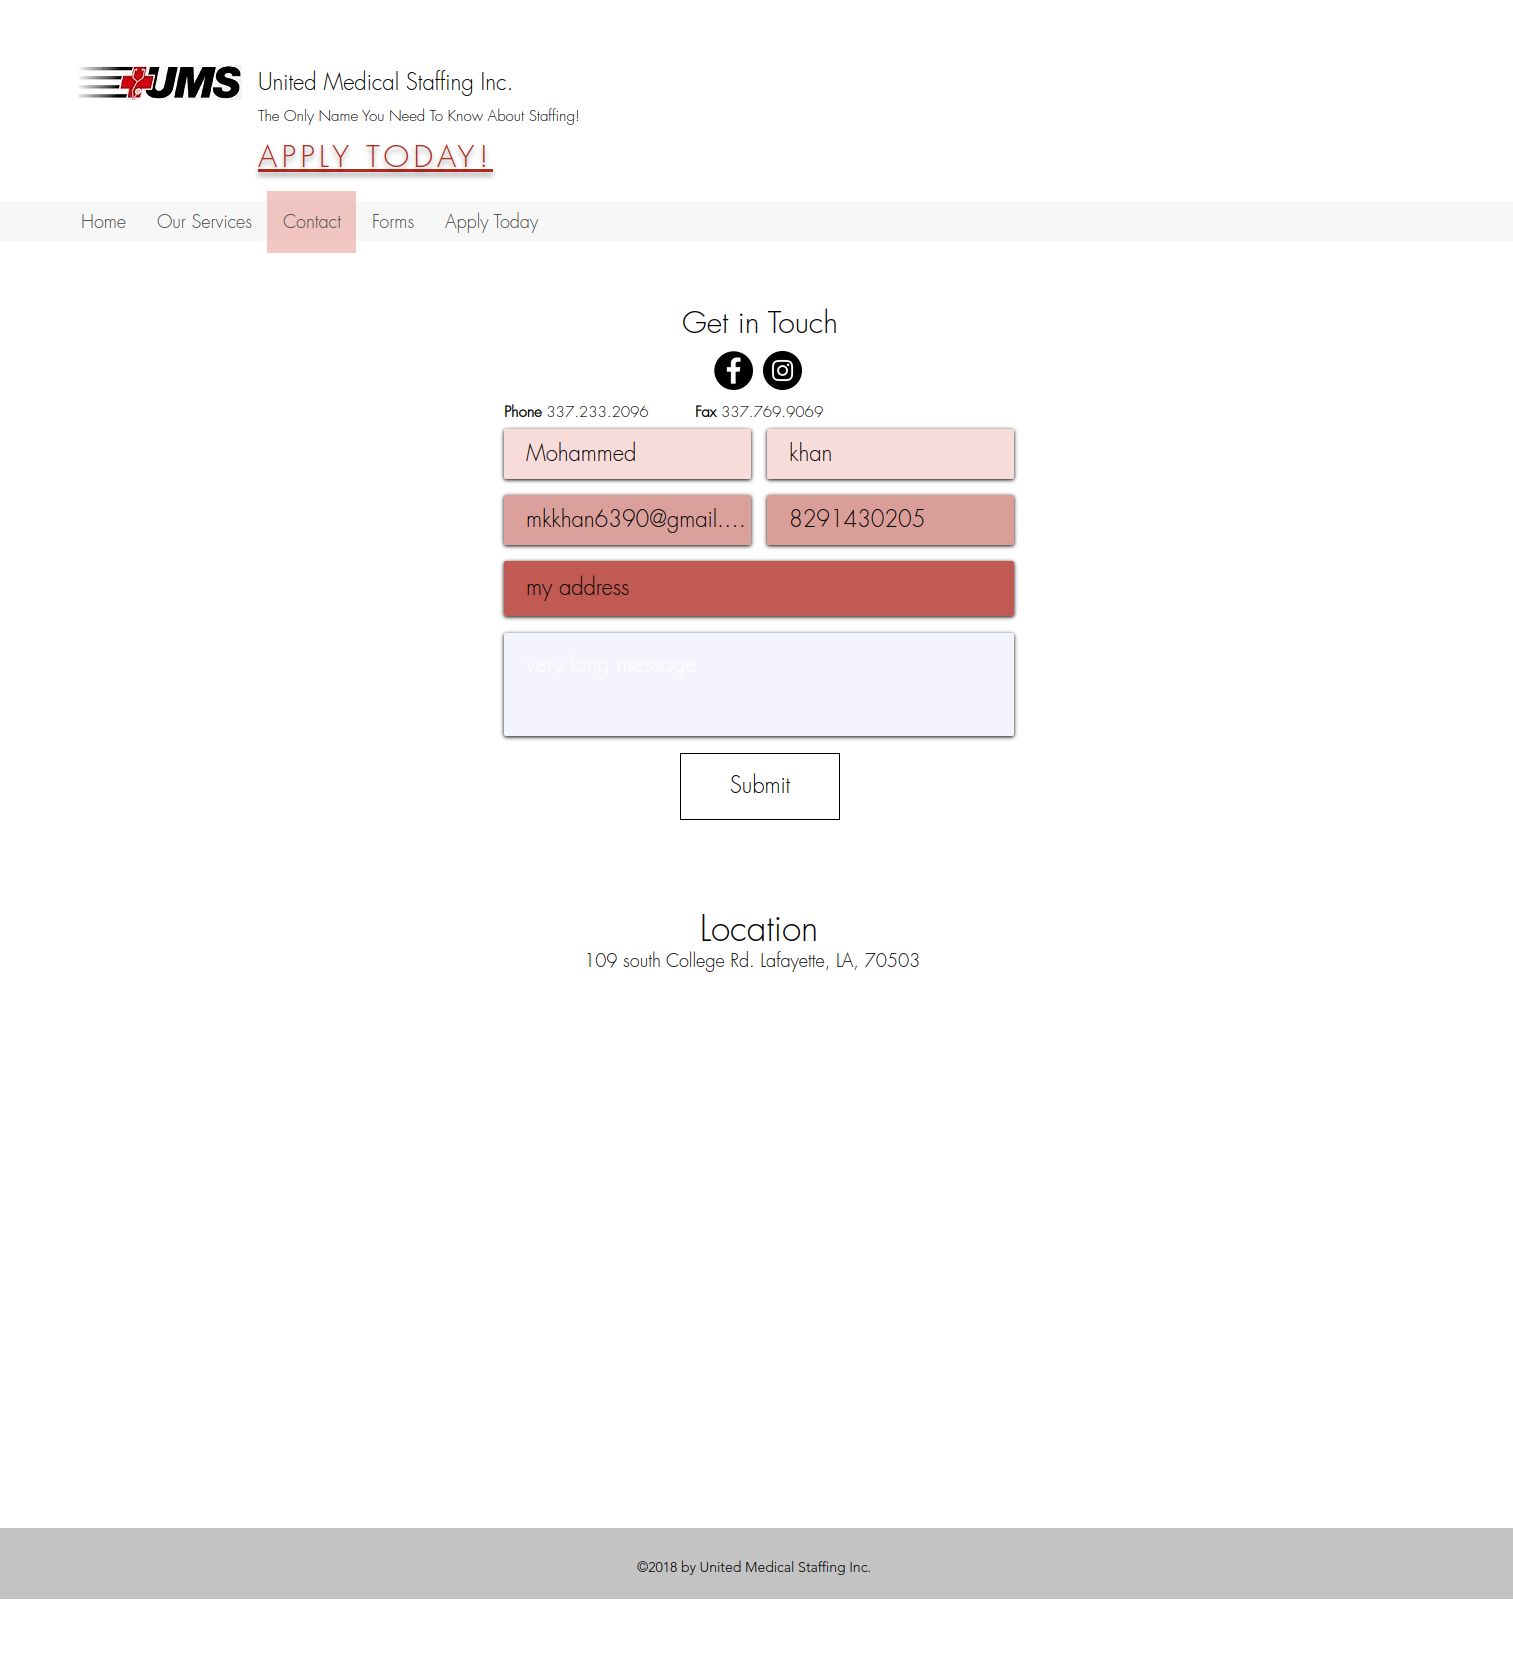 UMS
United Medical Staffing Inc.
The Only Name You Need To Know About Staffing!
APPLY TODAY!
Home Our Services Contact Forms Apply Today
Get in Touch
Phone 337.233.2096 Fax 337.769.9069
Mohammed khan
mkkhan6390@gmail.... 8291430205
my address
very long message
Submit
Location
109 south College Rd. Lafayette, LA, 70503
©2018 by United Medical Staffing Inc.